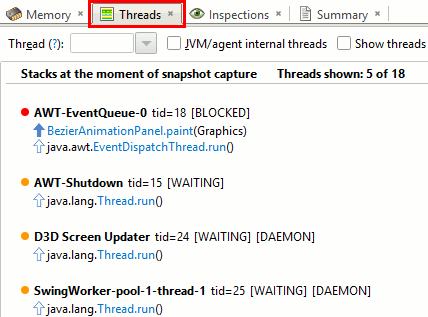 Memory Threads Inspections Summary
Thread (?): JVM/agent internal threads Show threads
Stacks at the moment of snapshot capture Threads shown: 5 of 18
AWT-EventQueue-0 tid=18 [BLOCKED]
BezierAnimationPanel.paint(Graphics)
java.awt.EventDispatchThread.run()
AWT-Shutdown tid=15 [WAITING]
java.lang.Thread.run()
D3D Screen Updater tid=24 [WAITING] [DAEMON]
java.lang.Thread.run()
SwingWorker-pool-1-thread-1 tid=25 [WAITING] [DAEMON]
java.lang.Thread.run()